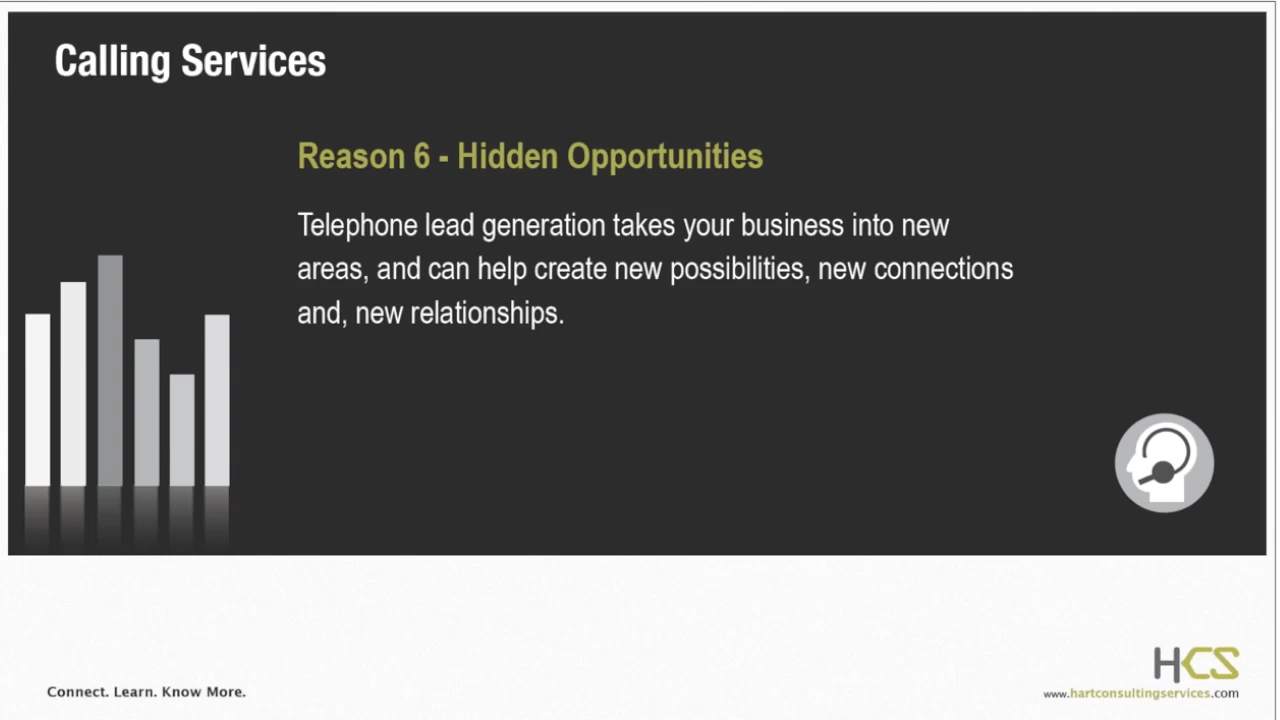 Calling Services
Reason 6 - Hidden Opportunities
Telephone lead generation takes your business into new
areas, and can help create new possibilities, new connections
and, new relationships.
HCS
Connect. Learn. Know More.
www.hartconsultingservices.com